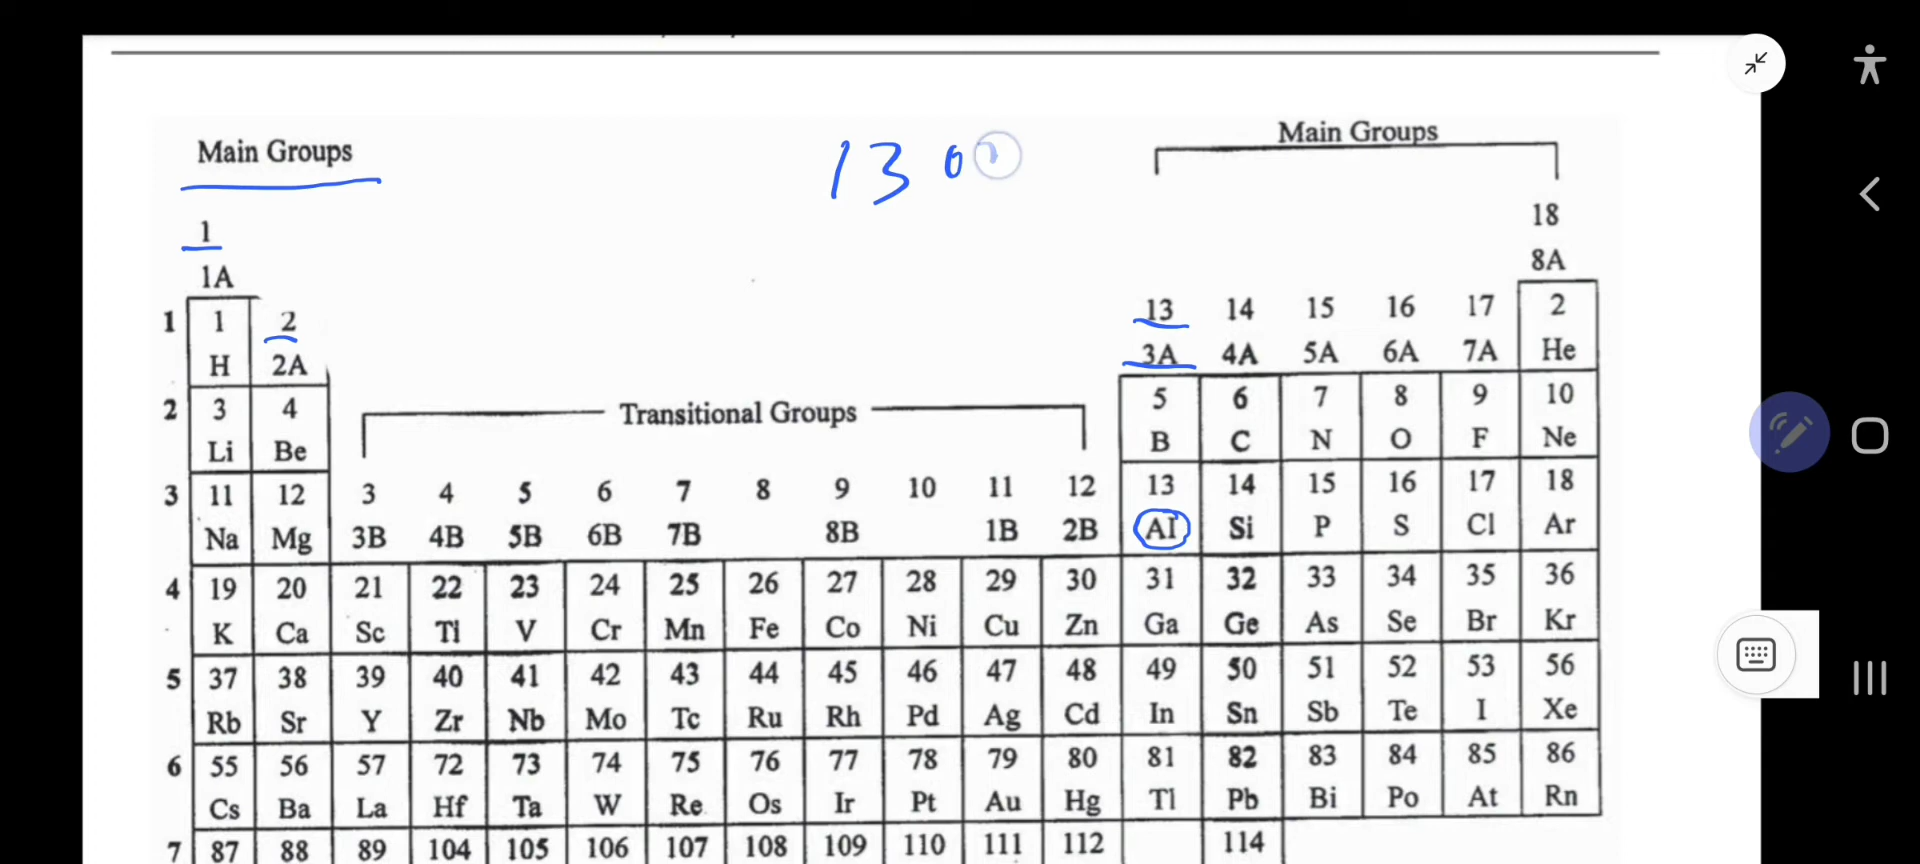 Main Groups
13 o
Main Groups
1
18
1A
8A
1 1 2 13 14 15 16 17 2
H 2A 3A 4A 5A 6A 7A He
2 3 4 Transitional Groups 5 6 7 8 9 10
Li Be B C N O F Ne
3 11 12 3 4 5 6 7 8 9 10 11 12 13 14 15 16 17 18
Na Mg 3B 4B 5B 6B 7B 8B 1B 2B Al Si P S Cl Ar
4 19 20 21 22 23 24 25 26 27 28 29 30 31 32 33 34 35 36
K Ca Sc Ti V Cr Mn Fe Co Ni Cu Zn Ga Ge As Se Br Kr
5 37 38 39 40 41 42 43 44 45 46 47 48 49 50 51 52 53 56
Rb Sr Y Zr Nb Mo Tc Ru Rh Pd Ag Cd In Sn Sb Te I Xe
6 55 56 57 72 73 74 75 76 77 78 79 80 81 82 83 84 85 86
Cs Ba La Hf Ta W Re Os Ir Pt Au Hg Tl Pb Bi Po At Rn
7 87 88 89 104 105 106 107 108 109 110 111 112 114